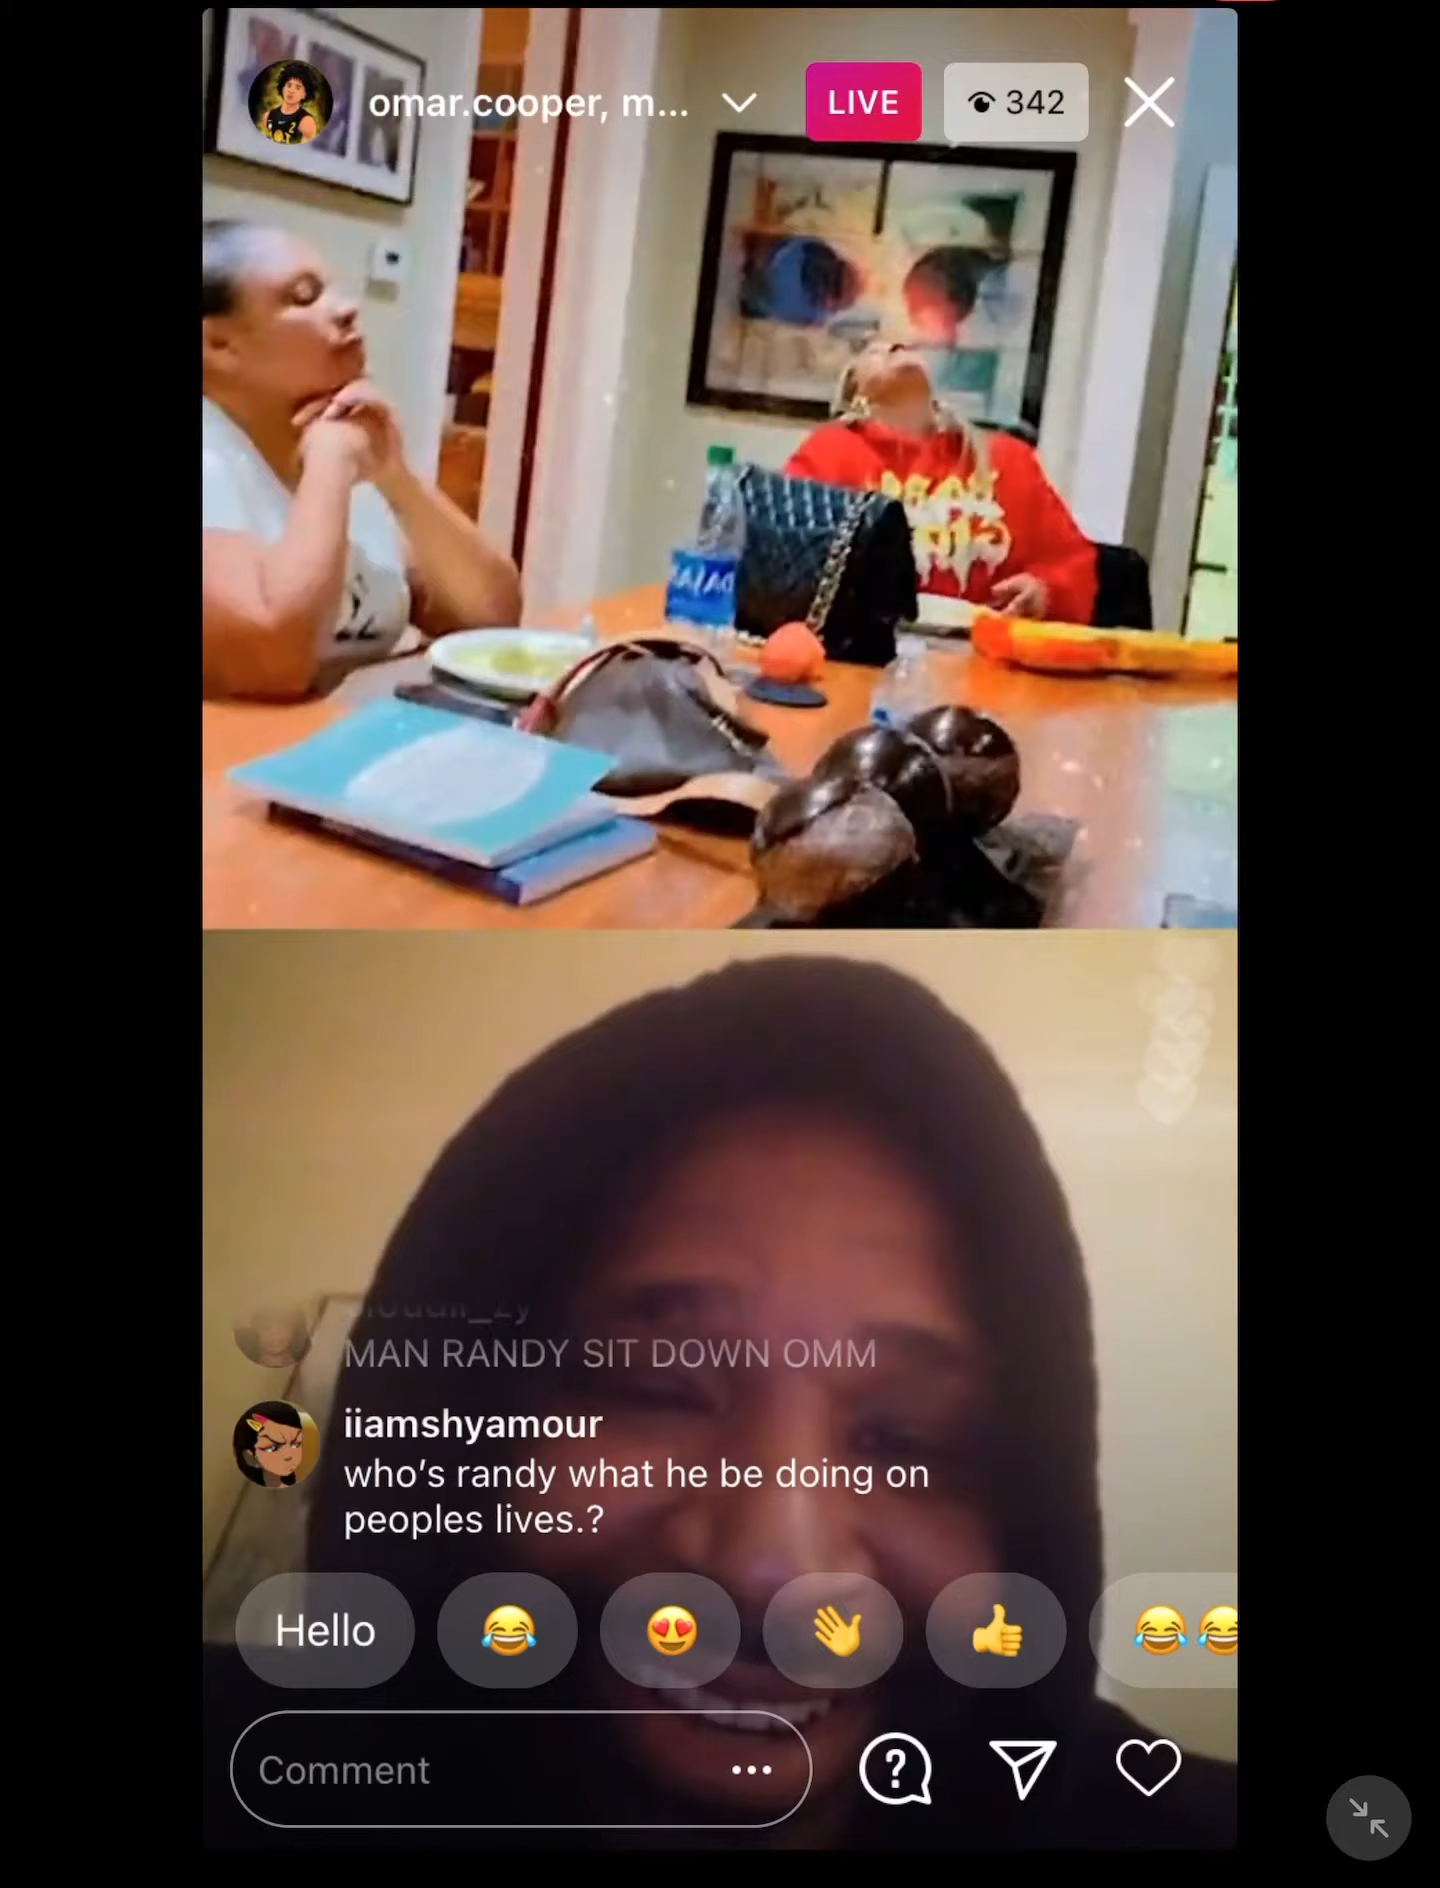 omar.cooper, m...
LIVE
342
MAN RANDY SIT DOWN OMM
iiamshyamour
who's randy what he be doing on
peoples lives.?
Hello
Comment